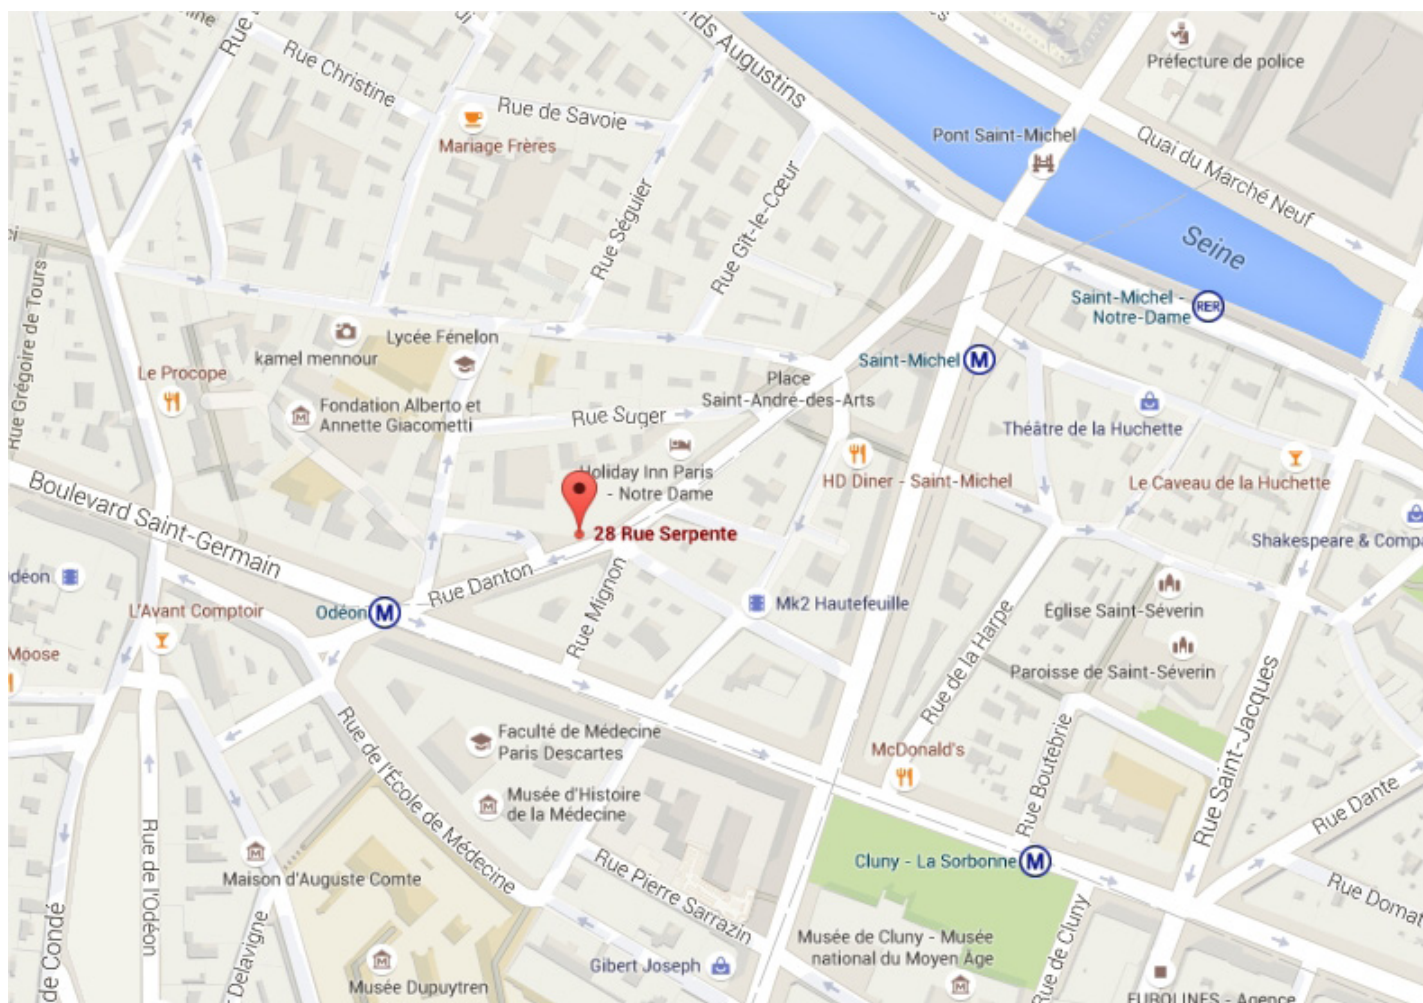 Rue
Rue Christine
Rue de Savoie
Mariage Frères
nds Augustins
Préfecture de police
Pont Saint-Michel
Quai du Marché Neuf
Seine
Rue Séguier
Rue Gît-le-Cœur
Rue Grégoire de Tours
Saint-Michel -
Notre-Dame
RER
kamel mennour
Lycée Fénelon
Le Procope
Fondation Alberto et
Annette Giacometti
Rue Suger
Place
Saint-André-des-Arts
Saint-Michel
M
Théâtre de la Huchette
Holiday Inn Paris
- Notre Dame
HD Diner - Saint-Michel
Le Caveau de la Huchette
Boulevard Saint-Germain
28 Rue Serpente
Shakespeare & Compa
Rue Danton
Rue Mignon
Odéon
M
déon
L'Avant Comptoir
Mk2 Hautefeuille
Église Saint-Séverin
Paroisse de Saint-Séverin
Moose
Rue de la Harpe
Rue Saint-Jacques
Rue Boutebrie
Rue de l'École de Médecine
Faculté de Médecine
Paris Descartes
McDonald's
Musée d'Histoire
de la Médecine
Rue Dante
Rue de l'Odéon
Maison d'Auguste Comte
Rue Pierre Sarrazin
Cluny - La Sorbonne
M
Rue Domat
de Condé
Delavigne
Musée Dupuytren
Gibert Joseph
Musée de Cluny - Musée
national du Moyen Âge
Rue de Cluny
EUROLINES - Agence